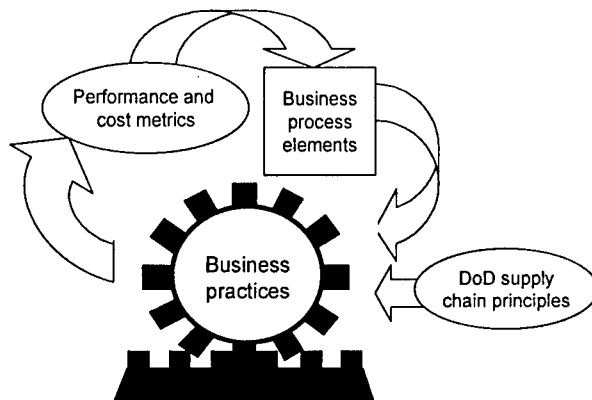 Performance and
cost metrics
Business
process
elements
Business
practices
DoD supply
chain principles